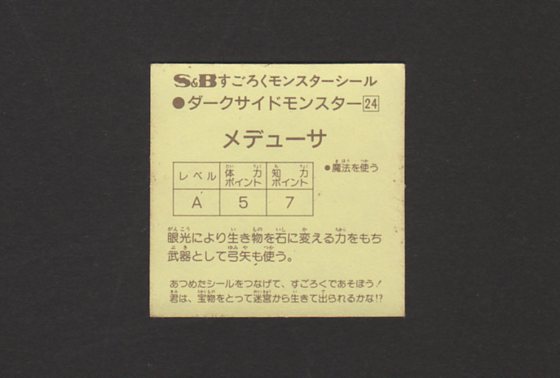 S&Bすごろくモンスターシール
●ダークサイドモンスター24
メデューサ
●魔法を使う
レベル 体力ポイント 知力ポイント
A 5 7
眼光により生き物を石に変える力をもち
武器として弓矢も使う。
あつめたシールをつなげて、すごろくであそぼう!
君は、宝物をとって迷宮から生きて出られるかな!?